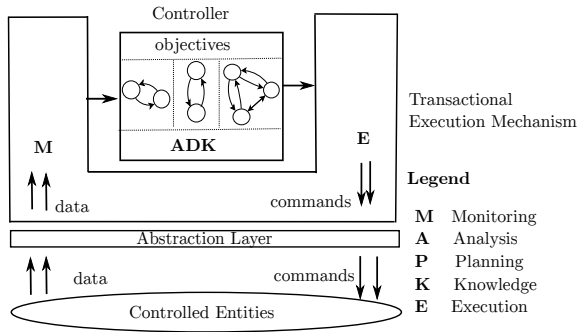 Controller
objectives
ADK
M
E
data
commands
Transactional
Execution Mechanism
Abstraction Layer
data
commands
Controlled Entities
Legend
M Monitoring
A Analysis
P Planning
K Knowledge
E Execution